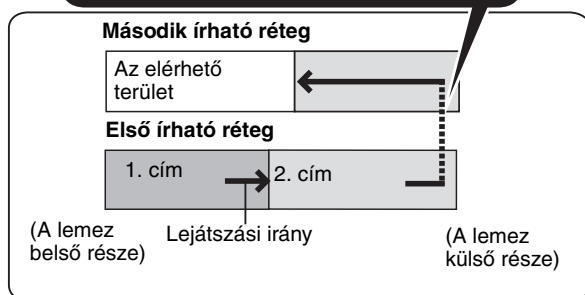 Második írható réteg
Az elérhető
terület
Első írható réteg
1. cím
2. cím
(A lemez
belső része)
Lejátszási irány
(A lemez
külső része)